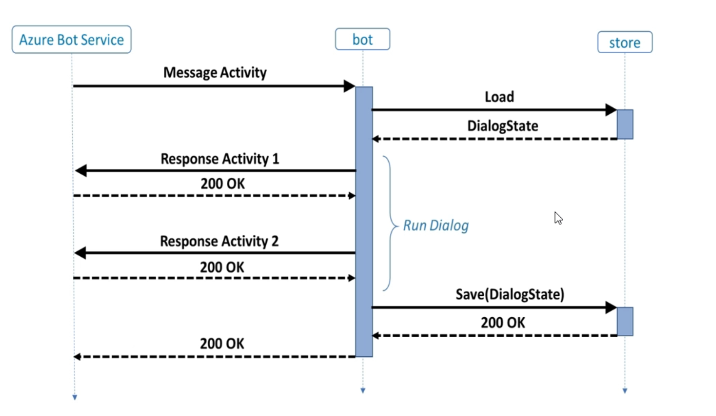 Azure Bot Service
bot
store
Message Activity
Load
DialogState
Response Activity 1
200 OK
Run Dialog
Response Activity 2
200 OK
Save(DialogState)
200 OK
200 OK